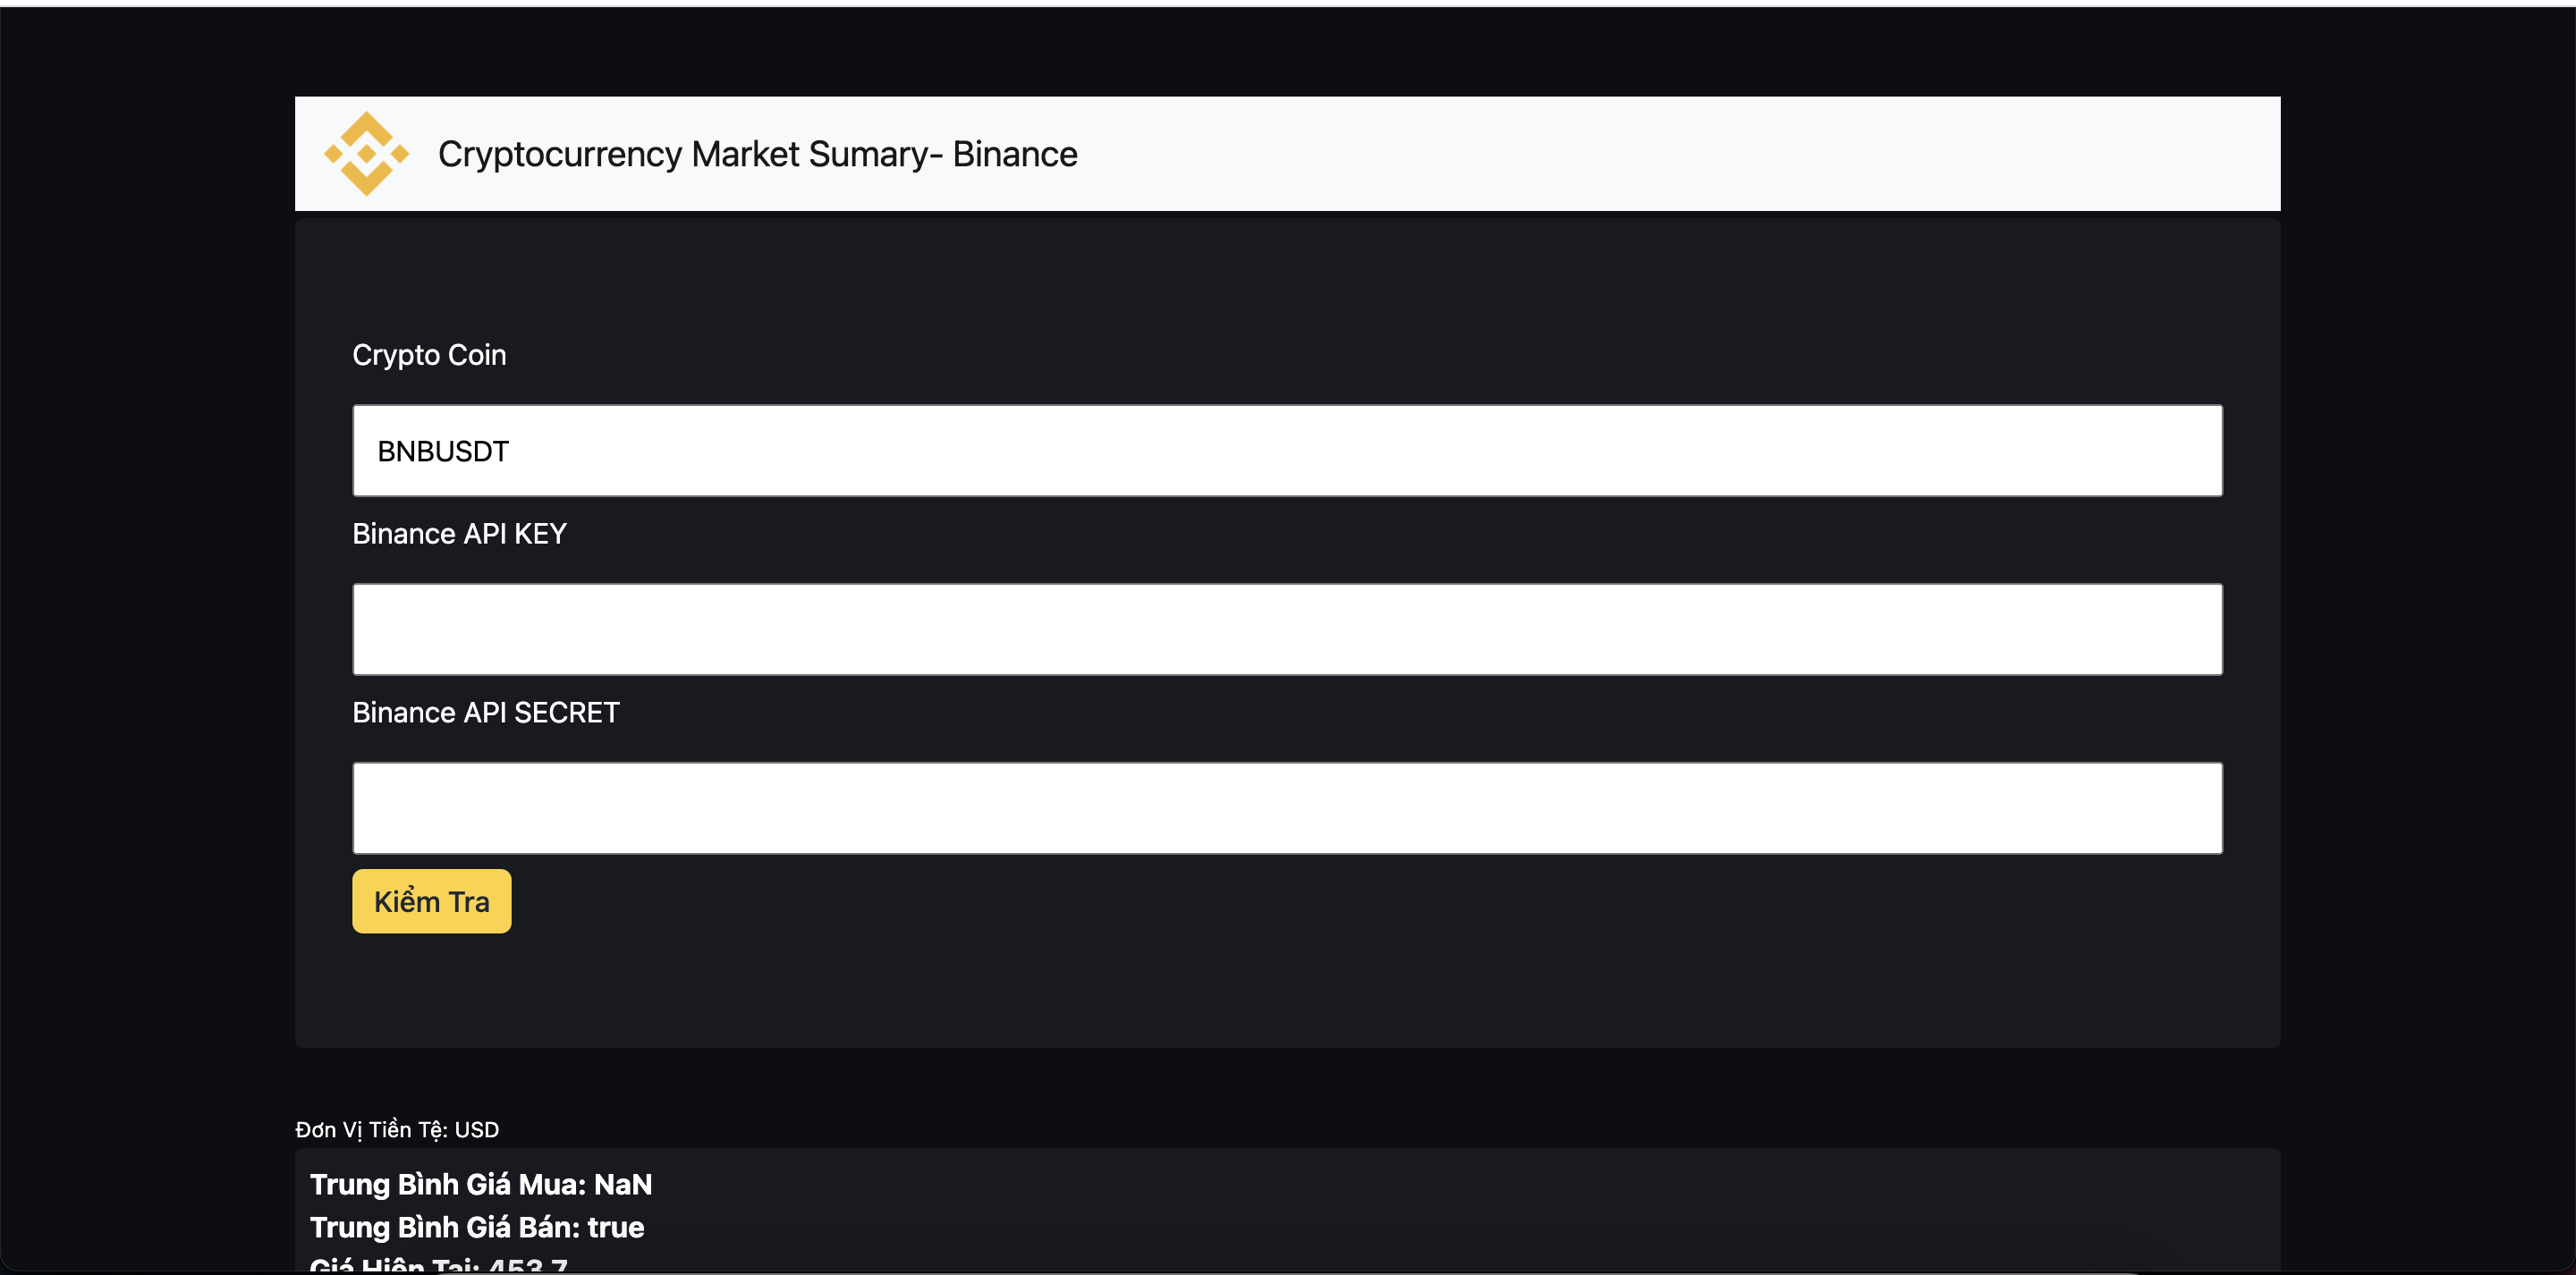 Cryptocurrency Market Sumary- Binance
Crypto Coin
BNBUSDT
Binance API KEY
Binance API SECRET
Kiểm Tra
Đơn Vị Tiền Tệ: USD
Trung Bình Giá Mua: NaN
Trung Bình Giá Bán: true
Giá Hiện Tại: 453.7